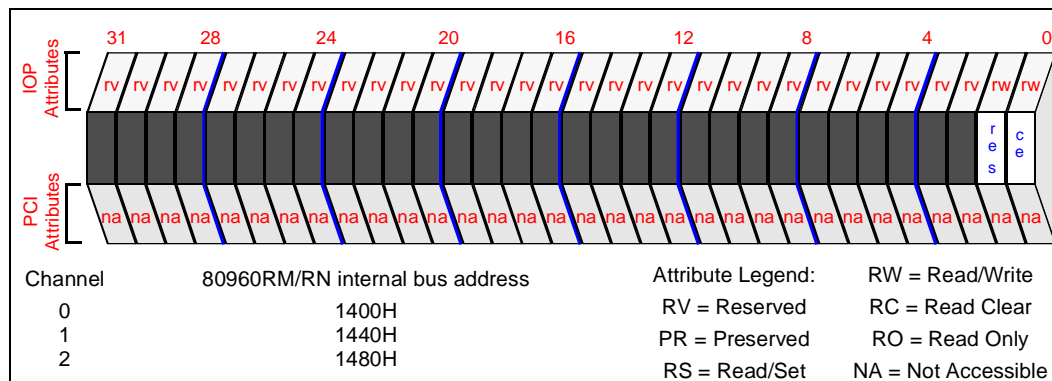 31 28 24 20 16 12 8 4 0
IOP
Attributes
rv rv rv rv rv rv rv rv rv rv rv rv rv rv rv rv rv rv rv rv rv rv rv rv rv rv rv rv rv rv rw rw
res
ce
PCI
Attributes
na na na na na na na na na na na na na na na na na na na na na na na na na na na na na na na na
Channel 80960RM/RN internal bus address
0 1400H
1 1440H
2 1480H
Attribute Legend:
RV = Reserved
PR = Preserved
RS = Read/Set
RW = Read/Write
RC = Read Clear
RO = Read Only
NA = Not Accessible